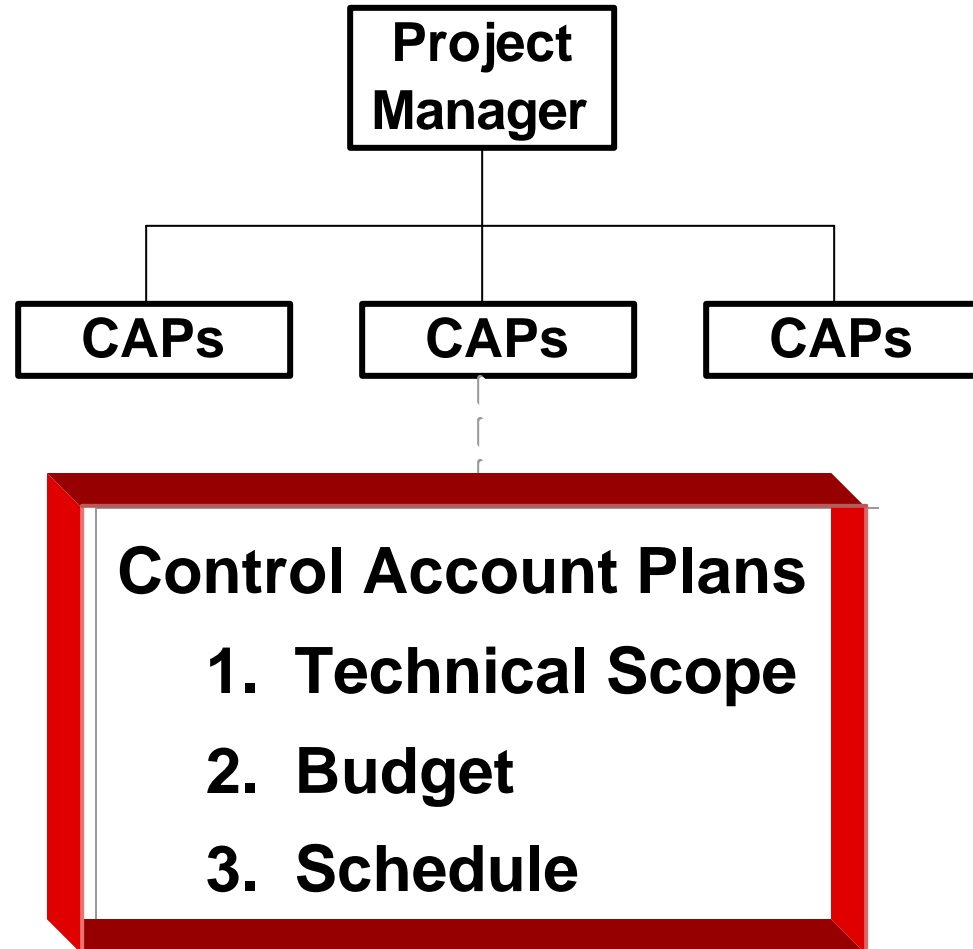 Project
Manager
CAPs
CAPs
CAPs
Control Account Plans
1. Technical Scope
2. Budget
3. Schedule